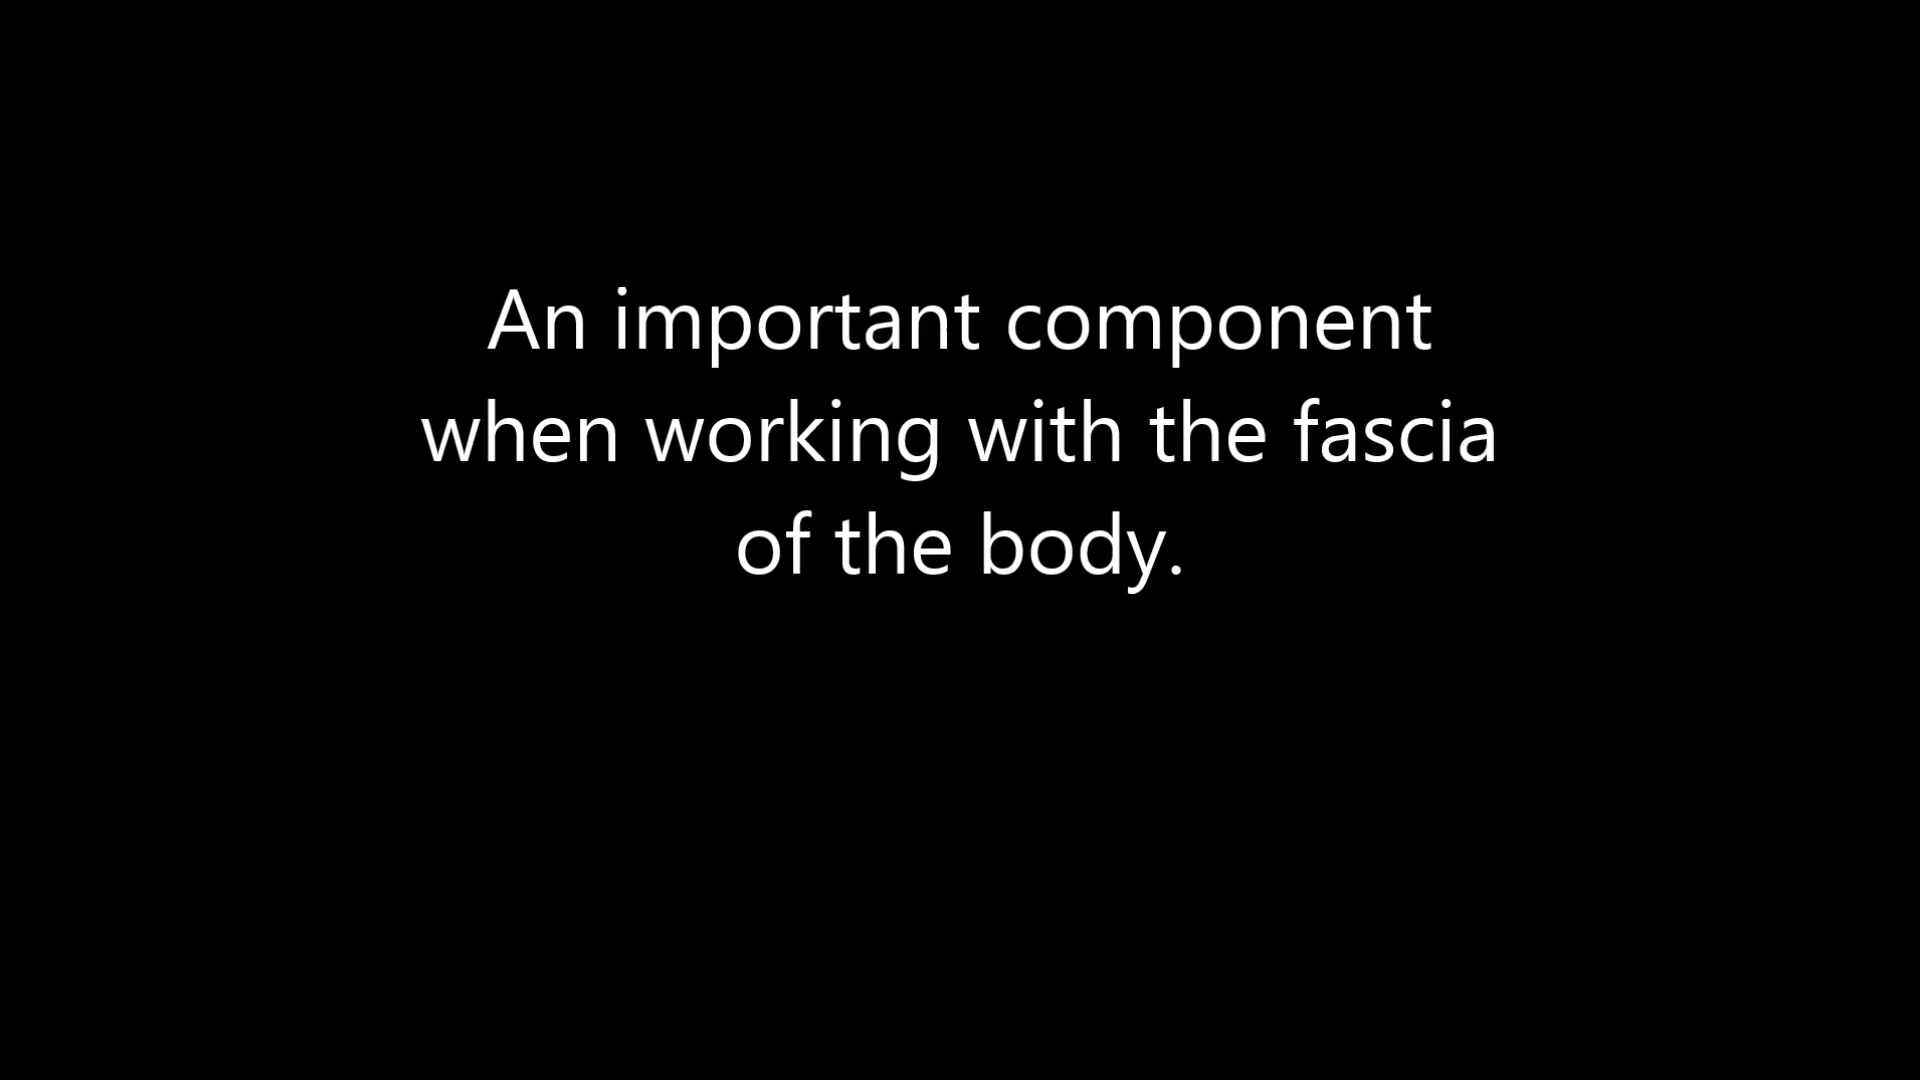 An important component
when working with the fascia
of the body.